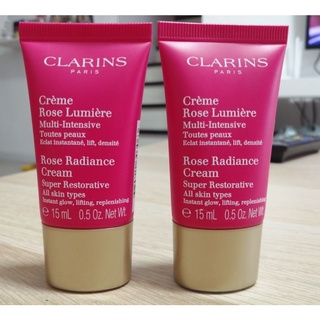 CLARINS
PARIS
Crème
Rose Lumière
Multi-Intensive
Toutes peaux
Eclat instantané, lift, densité
Rose Radiance
Cream
Super Restorative
All skin types
Instant glow, lifting, replenishing
e 15 mL 0.5 Oz. Net Wt.
CLARINS
PARIS
Crème
Rose Lumière
Multi-Intensive
Toutes peaux
Eclat instantané, lift, densité
Rose Radiance
Cream
Super Restorative
All skin types
Instant glow, lifting, replenishing
e 15 mL 0.5 Oz. Net Wt.